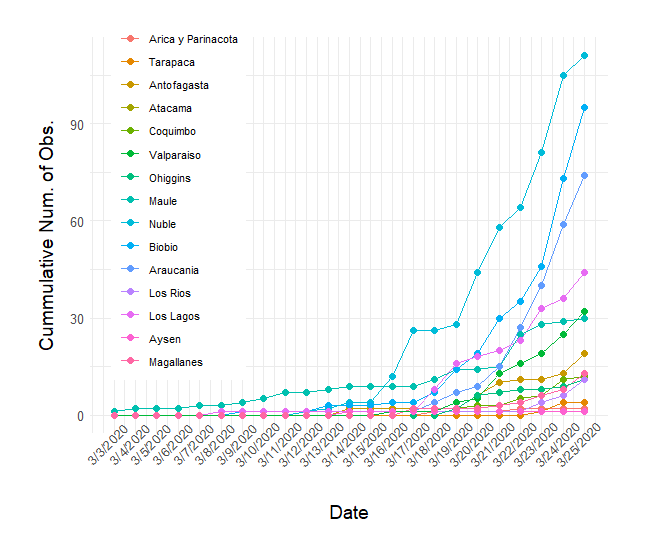 Arica y Parinacota
Tarapaca
Antofagasta
Atacama
Coquimbo
Valparaiso
Ohiggins
Maule
Nuble
Biobio
Araucania
Los Rios
Los Lagos
Aysen
Magallanes
Cummulative Num. of Obs.
90
60
30
0
3/3/2020
3/4/2020
3/5/2020
3/6/2020
3/7/2020
3/8/2020
3/9/2020
3/10/2020
3/11/2020
3/12/2020
3/13/2020
3/14/2020
3/15/2020
3/16/2020
3/17/2020
3/18/2020
3/19/2020
3/20/2020
3/21/2020
3/22/2020
3/23/2020
3/24/2020
3/25/2020
Date